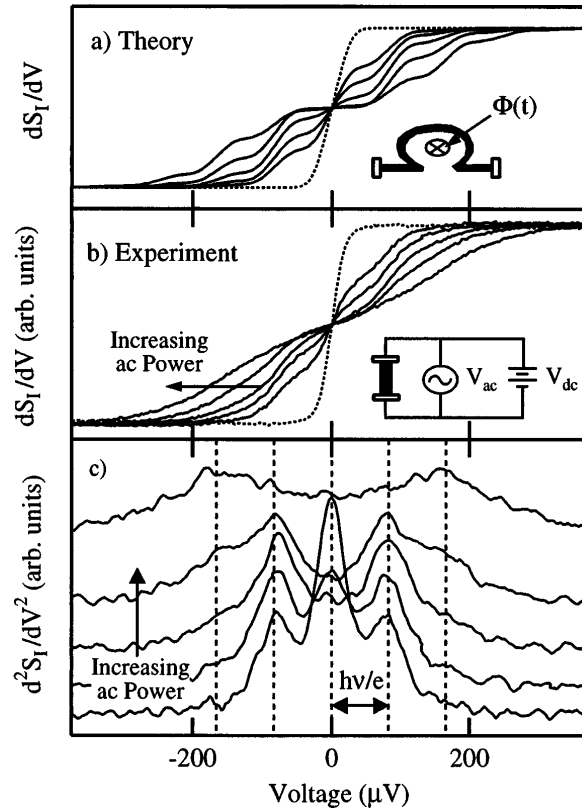 a) Theory
dS_I/dV
Φ(t)
b) Experiment
dS_I/dV (arb. units)
Increasing
ac Power
V_ac
V_dc
c)
d²S_I/dV² (arb. units)
Increasing
ac Power
hν/e
-200 0 200
Voltage (μV)